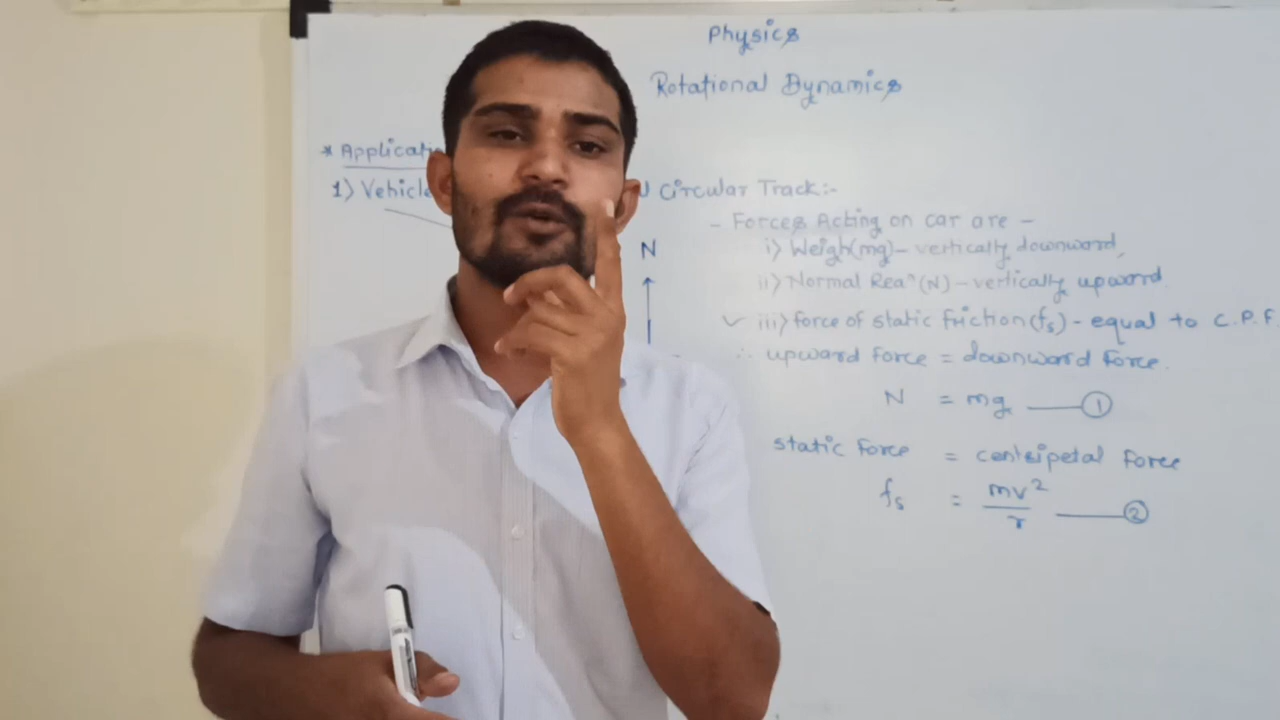 Physics
Rotational Dynamics
* Applicati
1) Vehicle Circular Track:-
- Forces Acting on car are -
i) Weigh(mg)- vertically downward,
N
ii) Normal Reaⁿ(N) - vertically upward.
✓ iii) force of static friction(fs) - equal to C.P.F
∴ upward force = downward force.
N = mg ——— ①
static force = centripetal force
fs = mv²/r ——— ②